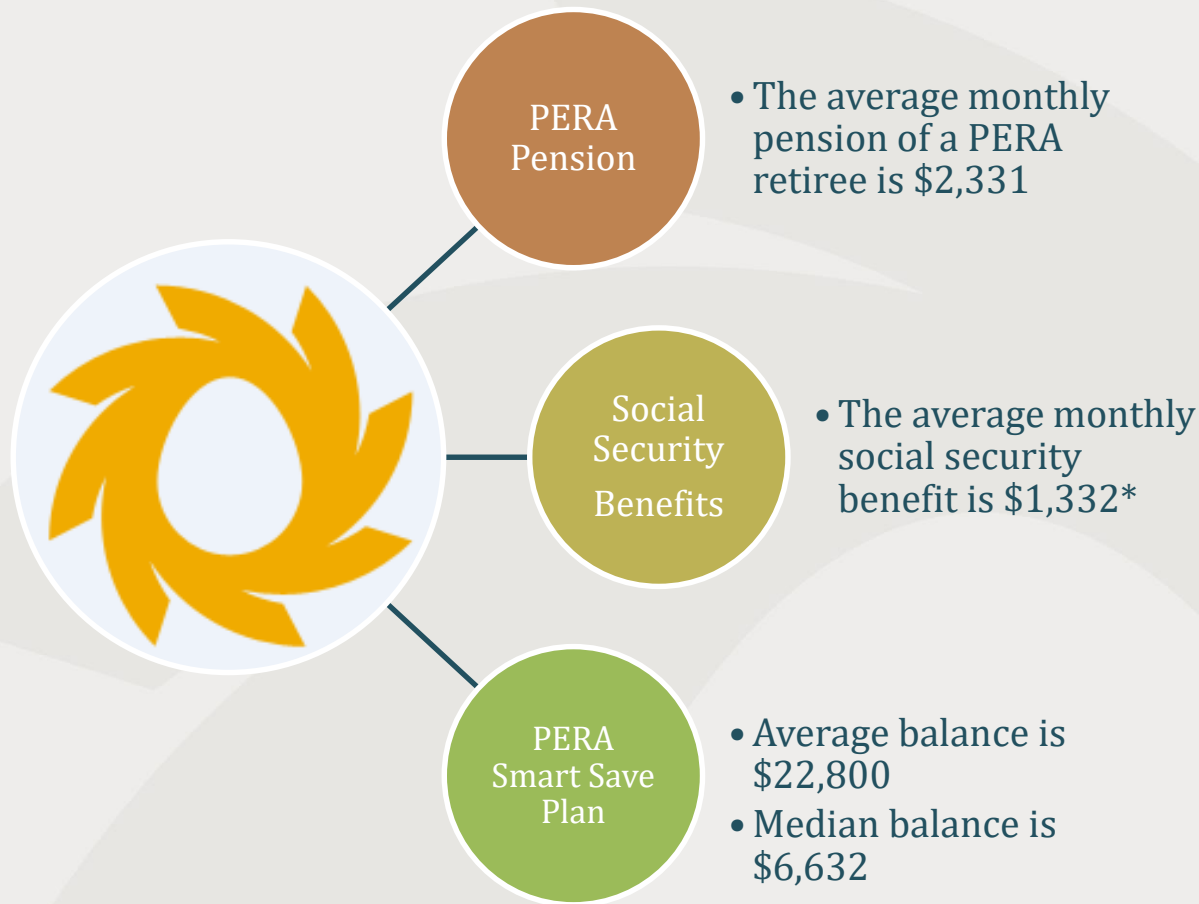 PERA
Pension
• The average monthly
pension of a PERA
retiree is $2,331
Social
Security
Benefits
• The average monthly
social security
benefit is $1,332*
PERA
Smart Save
Plan
• Average balance is
$22,800
• Median balance is
$6,632